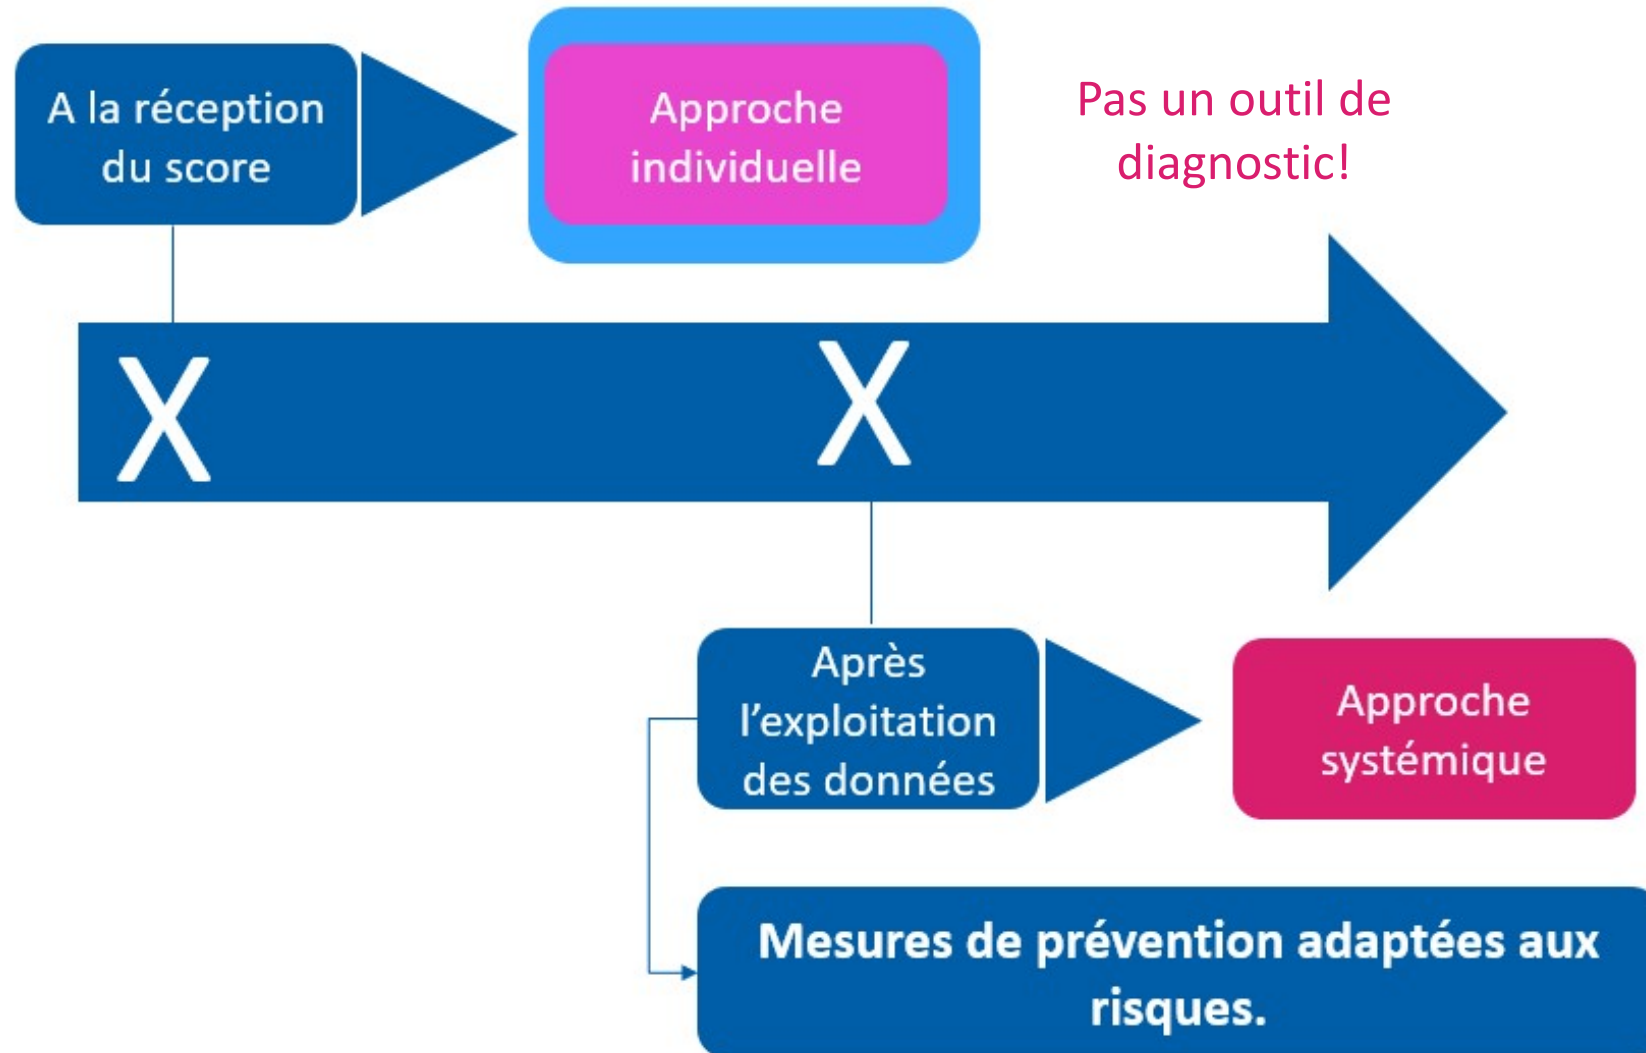 A la réception
du score
Approche
individuelle
Pas un outil de
diagnostic!
X
X
Après
l'exploitation
des données
Approche
systémique
Mesures de prévention adaptées aux
risques.